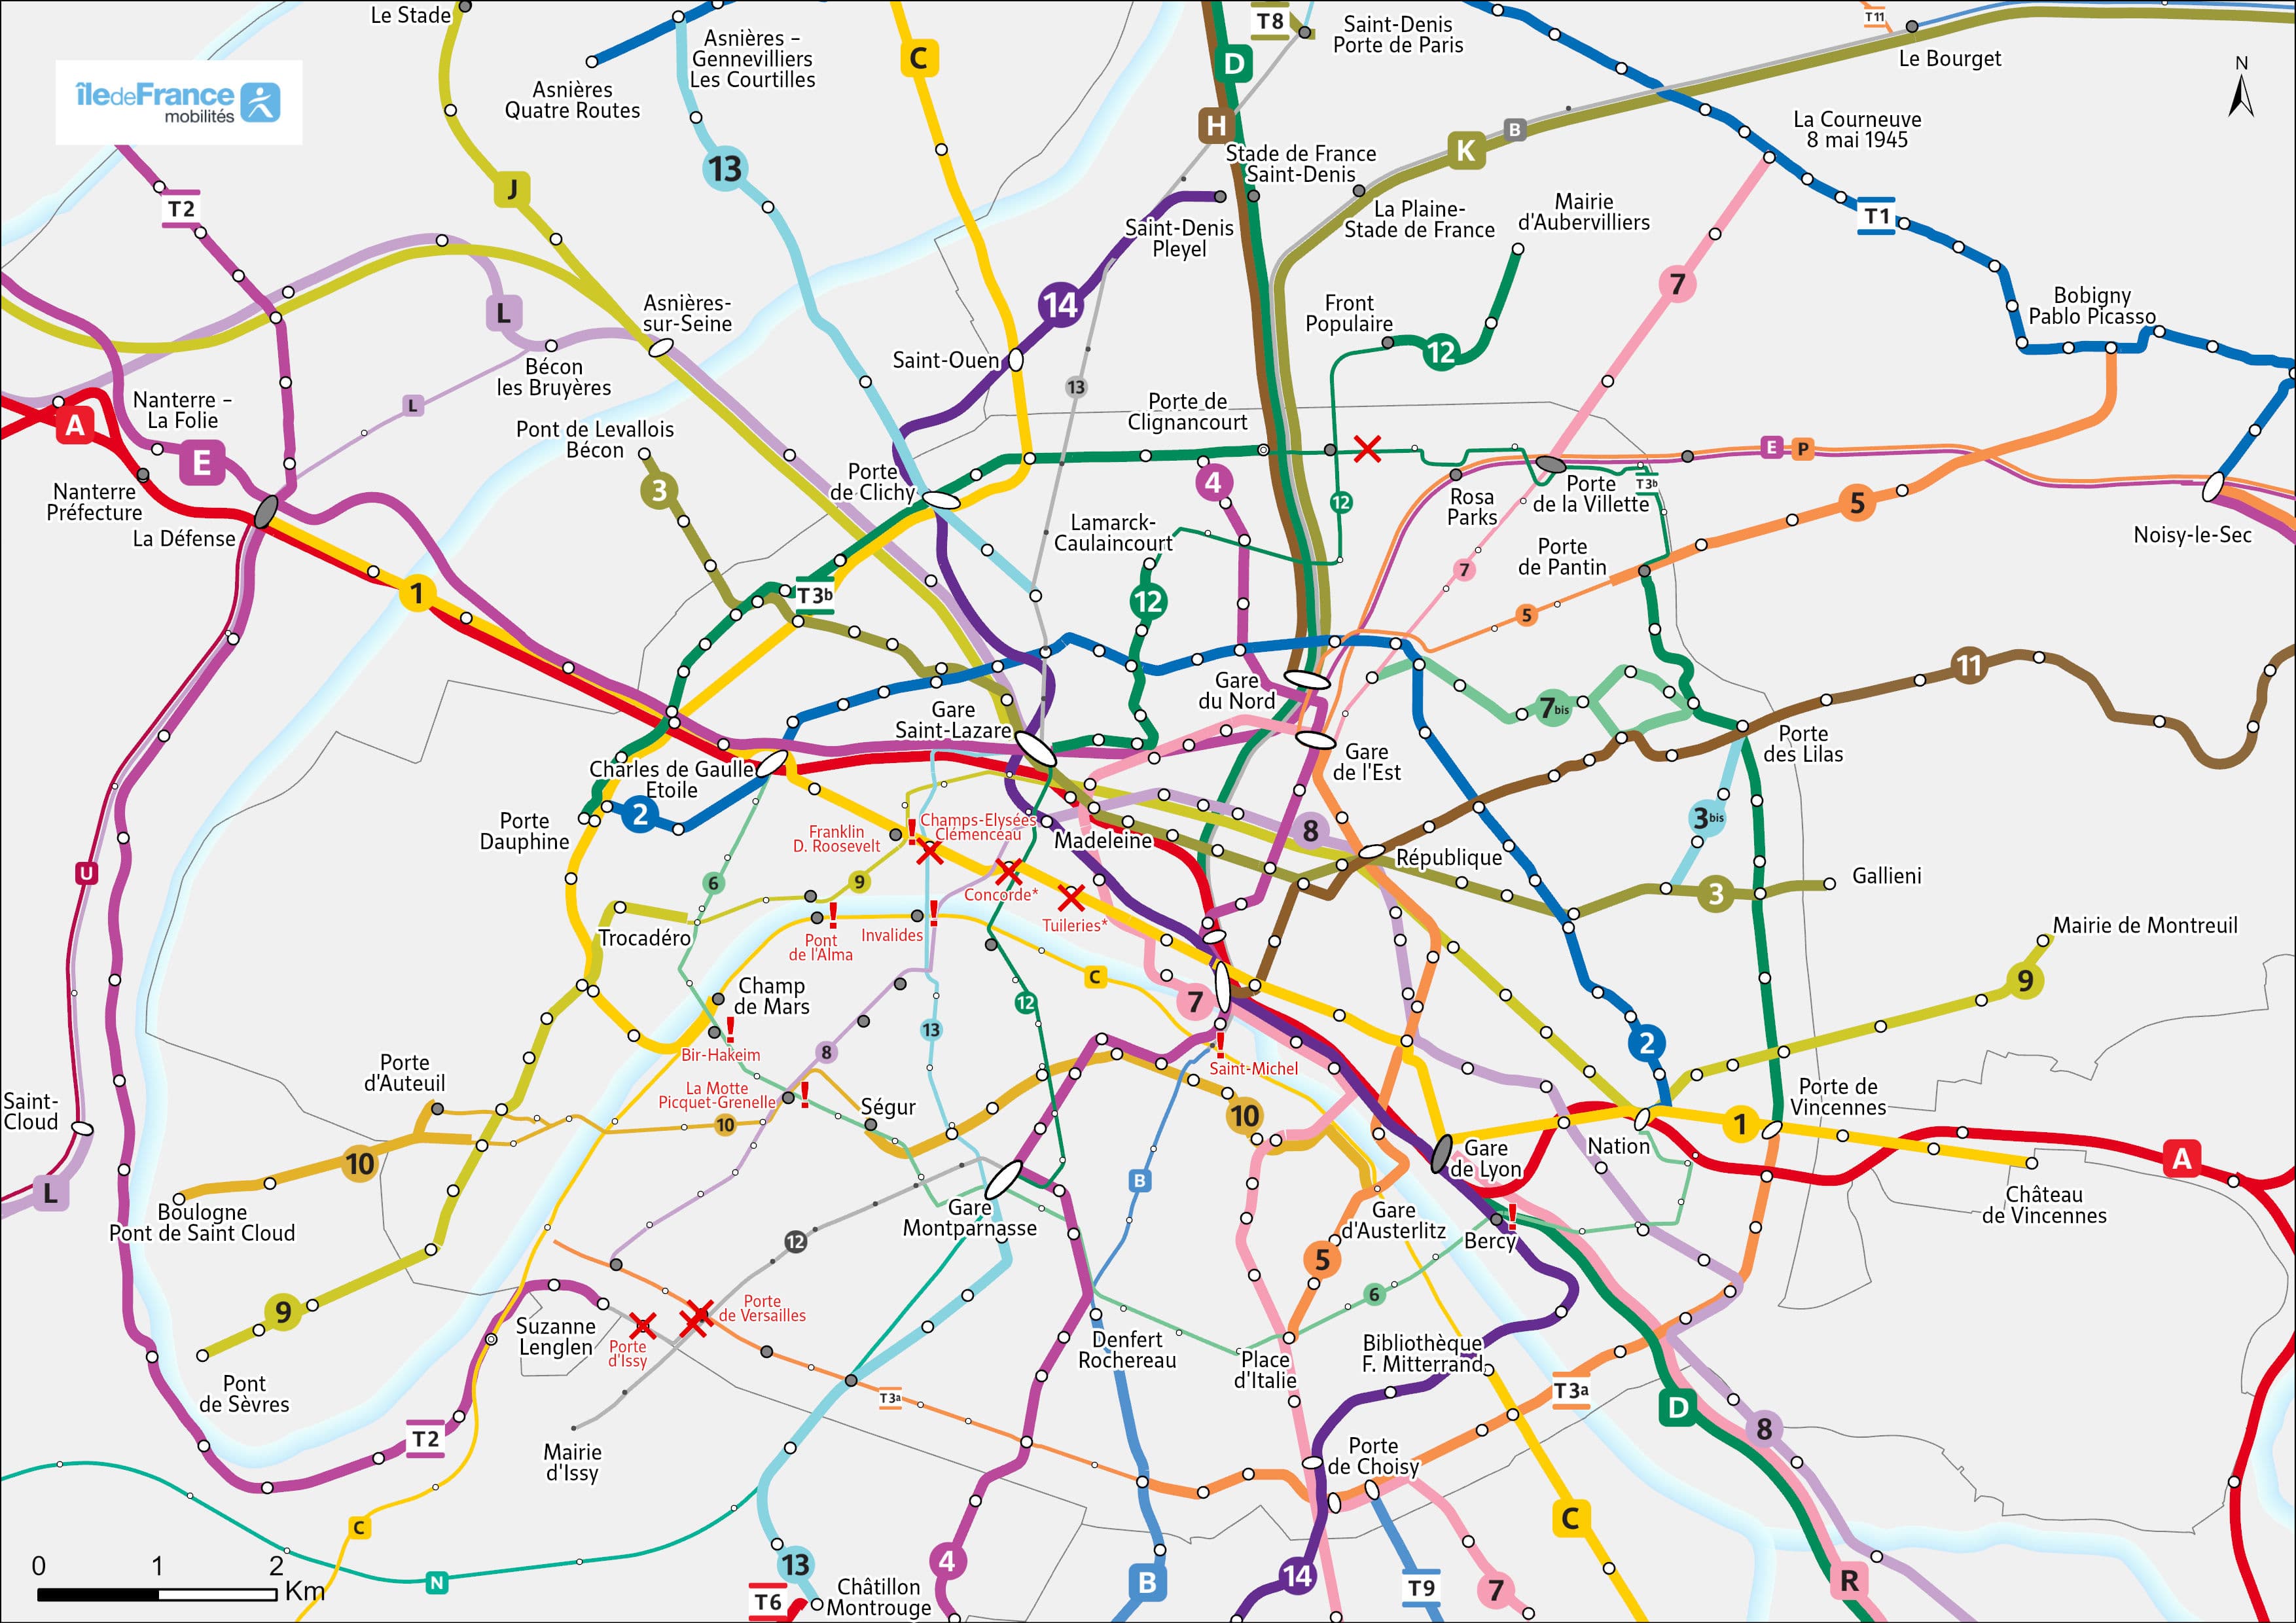 Le Stade
îledeFrance
mobilités
Asnières
Quatre Routes
Asnières –
Gennevilliers
Les Courtilles
C
D
T8
Saint-Denis
Porte de Paris
T11
Le Bourget
N
H
B
K
Stade de France
Saint-Denis
La Courneuve
8 mai 1945
13
J
T2
La Plaine-
Stade de France
Mairie
d'Aubervilliers
T1
Saint-Denis
Pleyel
7
14
L
Asnières-
sur-Seine
Front
Populaire
Bobigny
Pablo Picasso
Saint-Ouen
12
Bécon
les Bruyères
13
Nanterre –
La Folie
L
A
Pont de Levallois
Bécon
Porte de
Clignancourt
E
E
P
3
Porte
de Clichy
4
Nanterre
Préfecture
La Défense
Lamarck-
Caulaincourt
12
Rosa
Parks
Porte
de la Villette
T3b
5
Noisy-le-Sec
Porte
de Pantin
7
1
T3b
12
5
11
Gare
du Nord
7bis
Gare
Saint-Lazare
Porte
des Lilas
Charles de Gaulle
Etoile
Gare
de l'Est
2
Porte
Dauphine
Franklin
D. Roosevelt
!
Champs-Elysées
Clémenceau
Madeleine
8
République
3bis
6
9
Concorde*
3
Gallieni
Trocadéro
!
Pont
de l'Alma
Invalides
!
Tuileries*
Mairie de Montreuil
C
9
Champ
de Mars
7
12
!
Bir-Hakeim
13
8
!
Saint-Michel
2
Porte
d'Auteuil
La Motte
Picquet-Grenelle
!
Ségur
Porte de
Vincennes
Saint-
Cloud
U
10
10
10
1
Nation
Gare
de Lyon
A
L
B
Boulogne
Pont de Saint Cloud
Gare
Montparnasse
Gare
d'Austerlitz
!
Bercy
Château
de Vincennes
12
5
6
9
Porte
de Versailles
Suzanne
Lenglen
Porte
d'Issy
Denfert
Rochereau
Place
d'Italie
Bibliothèque
F. Mitterrand
Pont
de Sèvres
T3a
T3a
D
8
T2
Mairie
d'Issy
Porte
de Choisy
C
C
0 1 2
Km
N
13
4
B
14
T9
7
R
T6
Châtillon
Montrouge